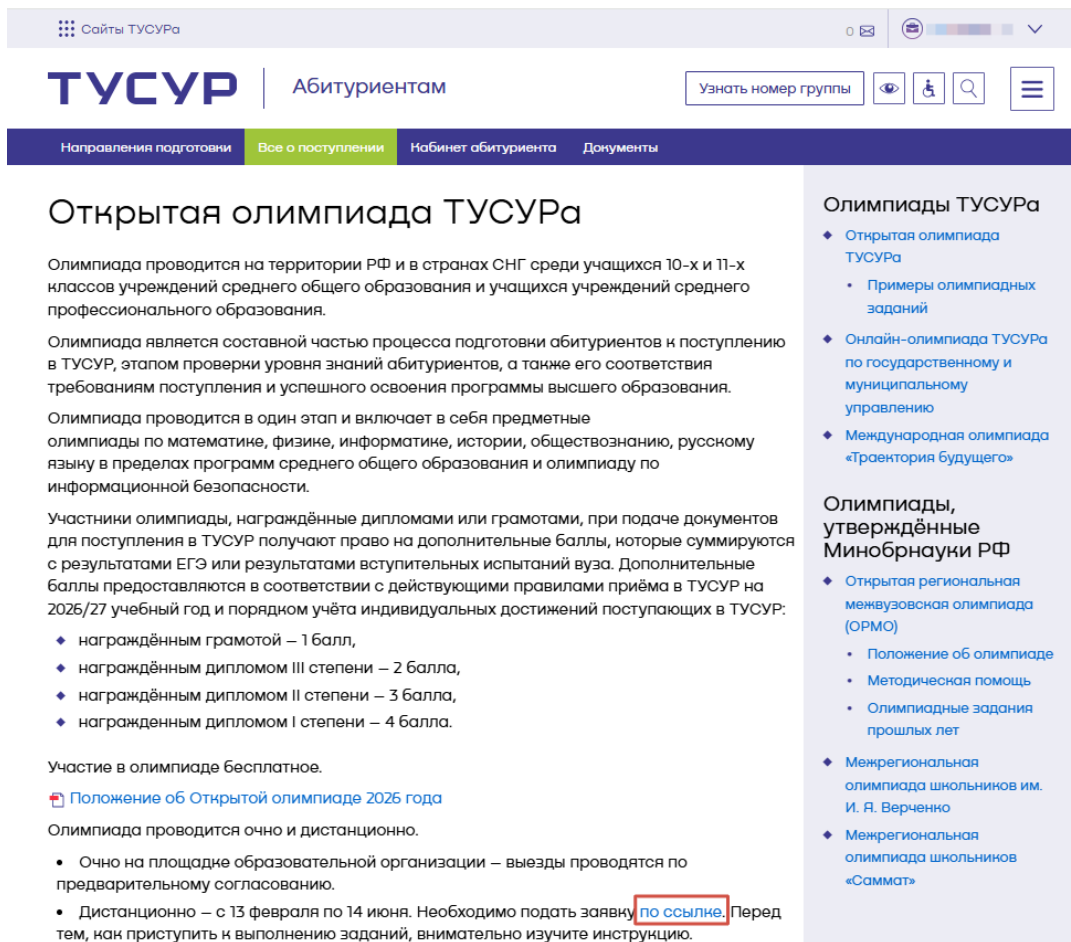 Сайты ТУСУРа
0
ТУСУР
Абитуриентам
Узнать номер группы
Направления подготовки
Все о поступлении
Кабинет абитуриента
Документы
Открытая олимпиада ТУСУРа
Олимпиада проводится на территории РФ и в странах СНГ среди учащихся 10-х и 11-х
классов учреждений среднего общего образования и учащихся учреждений среднего
профессионального образования.
Олимпиада является составной частью процесса подготовки абитуриентов к поступлению
в ТУСУР, этапом проверки уровня знаний абитуриентов, а также его соответствия
требованиям поступления и успешного освоения программы высшего образования.
Олимпиада проводится в один этап и включает в себя предметные
олимпиады по математике, физике, информатике, истории, обществознанию, русскому
языку в пределах программ среднего общего образования и олимпиаду по
информационной безопасности.
Участники олимпиады, награждённые дипломами или грамотами, при подаче документов
для поступления в ТУСУР получают право на дополнительные баллы, которые суммируются
с результатами ЕГЭ или результатами вступительных испытаний вуза. Дополнительные
баллы предоставляются в соответствии с действующими правилами приёма в ТУСУР на
2026/27 учебный год и порядком учёта индивидуальных достижений поступающих в ТУСУР:
награждённым грамотой – 1 балл,
награждённым дипломом III степени – 2 балла,
награждённым дипломом II степени – 3 балла,
награжденным дипломом I степени – 4 балла.
Участие в олимпиаде бесплатное.
Положение об Открытой олимпиаде 2026 года
Олимпиада проводится очно и дистанционно.
• Очно на площадке образовательной организации – выезды проводятся по
предварительному согласованию.
• Дистанционно – с 13 февраля по 14 июня. Необходимо подать заявку по ссылке. Перед
тем, как приступить к выполнению заданий, внимательно изучите инструкцию.
Олимпиады ТУСУРа
Открытая олимпиада
ТУСУРа
• Примеры олимпиадных
заданий
Онлайн-олимпиада ТУСУРа
по государственному и
муниципальному
управлению
Международная олимпиада
«Траектория будущего»
Олимпиады,
утверждённые
Минобрнауки РФ
Открытая региональная
межвузовская олимпиада
(ОРМО)
• Положение об олимпиаде
• Методическая помощь
• Олимпиадные задания
прошлых лет
Межрегиональная
олимпиада школьников им.
И. Я. Верченко
Межрегиональная
олимпиада школьников
«Саммат»